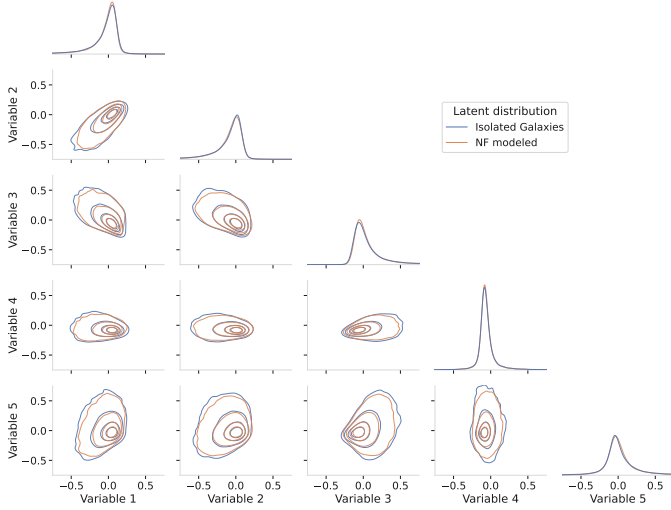 Variable 2
0.5
0.0
−0.5
Latent distribution
Isolated Galaxies
NF modeled
Variable 3
0.5
0.0
−0.5
Variable 4
0.5
0.0
−0.5
Variable 5
0.5
0.0
−0.5
−0.5 0.0 0.5 −0.5 0.0 0.5 −0.5 0.0 0.5 −0.5 0.0 0.5 −0.5 0.0 0.5
Variable 1 Variable 2 Variable 3 Variable 4 Variable 5